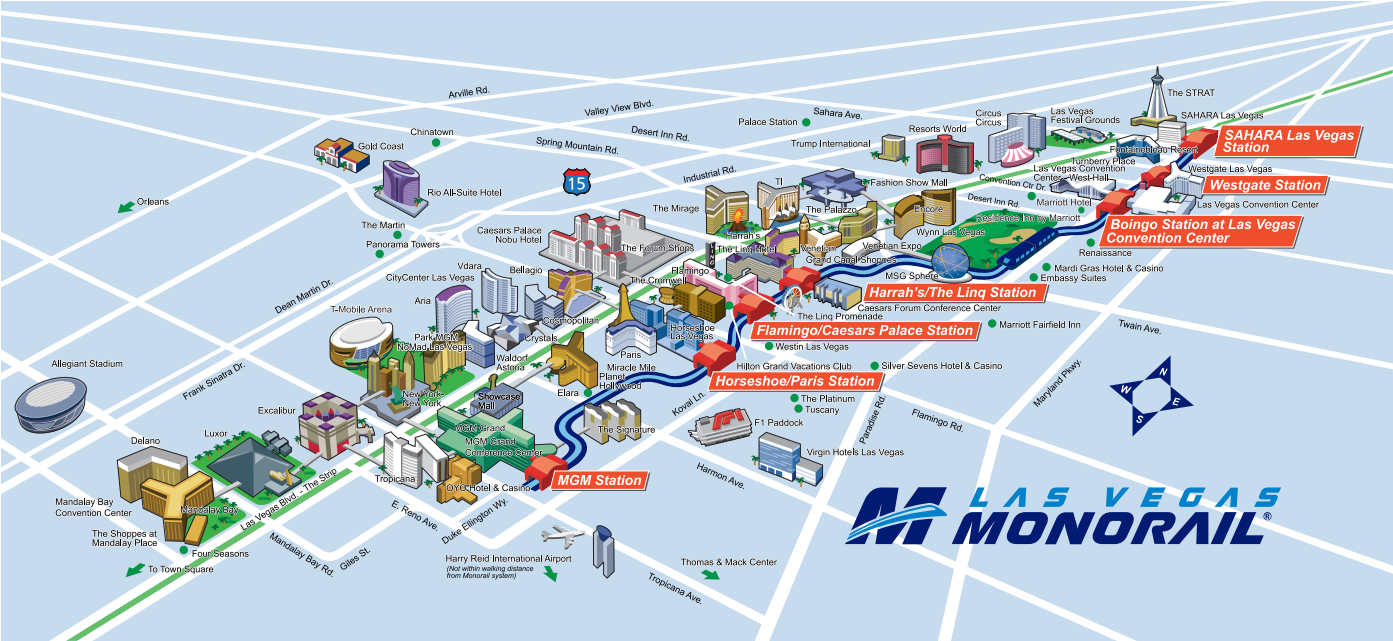 Arville Rd.
Valley View Blvd.
Sahara Ave.
Palace Station
Desert Inn Rd.
Spring Mountain Rd.
Industrial Rd.
Chinatown
Gold Coast
Rio All-Suite Hotel
Orleans
15
The STRAT
SAHARA Las Vegas
SAHARA Las Vegas
Station
Las Vegas
Festival Grounds
Circus
Circus
Resorts World
Trump International
Fontainebleau Resort
Turnberry Place
Las Vegas Convention
Center - West Hall
Westgate Las Vegas
Westgate Station
Convention Ctr Dr.
Desert Inn Rd.
Marriott Hotel
Las Vegas Convention Center
Boingo Station at Las Vegas
Convention Center
Residence Inn by Marriott
Renaissance
Mardi Gras Hotel & Casino
Embassy Suites
Fashion Show Mall
TI
The Mirage
The Palazzo
Encore
Wynn Las Vegas
Venetian Expo
Venetian
Grand Canal Shoppes
MSG Sphere
Harrah's
The Linq Hotel
Harrah's/The Linq Station
Caesars Forum Conference Center
The Linq Promenade
The Martin
Panorama Towers
Caesars Palace
Nobu Hotel
The Forum Shops
Flamingo
The Cromwell
Flamingo/Caesars Palace Station
Marriott Fairfield Inn
Twain Ave.
Westin Las Vegas
Vdara
Bellagio
CityCenter Las Vegas
Aria
Dean Martin Dr.
T-Mobile Arena
Cosmopolitan
Crystals
Park MGM
NoMad Las Vegas
Waldorf
Astoria
Horseshoe
Las Vegas
Paris
Miracle Mile
Planet
Hollywood
Elara
Hilton Grand Vacations Club
Silver Sevens Hotel & Casino
Horseshoe/Paris Station
Maryland Pkwy.
N
E
S
W
Allegiant Stadium
Frank Sinatra Dr.
New York-
New York
Showcase
Mall
Koval Ln.
The Platinum
Tuscany
Paradise Rd.
Flamingo Rd.
F1 Paddock
Excalibur
MGM Grand
MGM Grand
Conference Center
The Signature
Virgin Hotels Las Vegas
Harmon Ave.
Delano
Luxor
Tropicana
OYO Hotel & Casino
MGM Station
Las Vegas Blvd. - The Strip
Mandalay Bay
Convention Center
Mandalay Bay
The Shoppes at
Mandalay Place
Four Seasons
To Town Square
Mandalay Bay Rd.
Giles St.
E. Reno Ave.
Duke Ellington Wy.
Harry Reid International Airport
(Not within walking distance
from Monorail system)
Thomas & Mack Center
Tropicana Ave.
LAS VEGAS
MONORAIL®